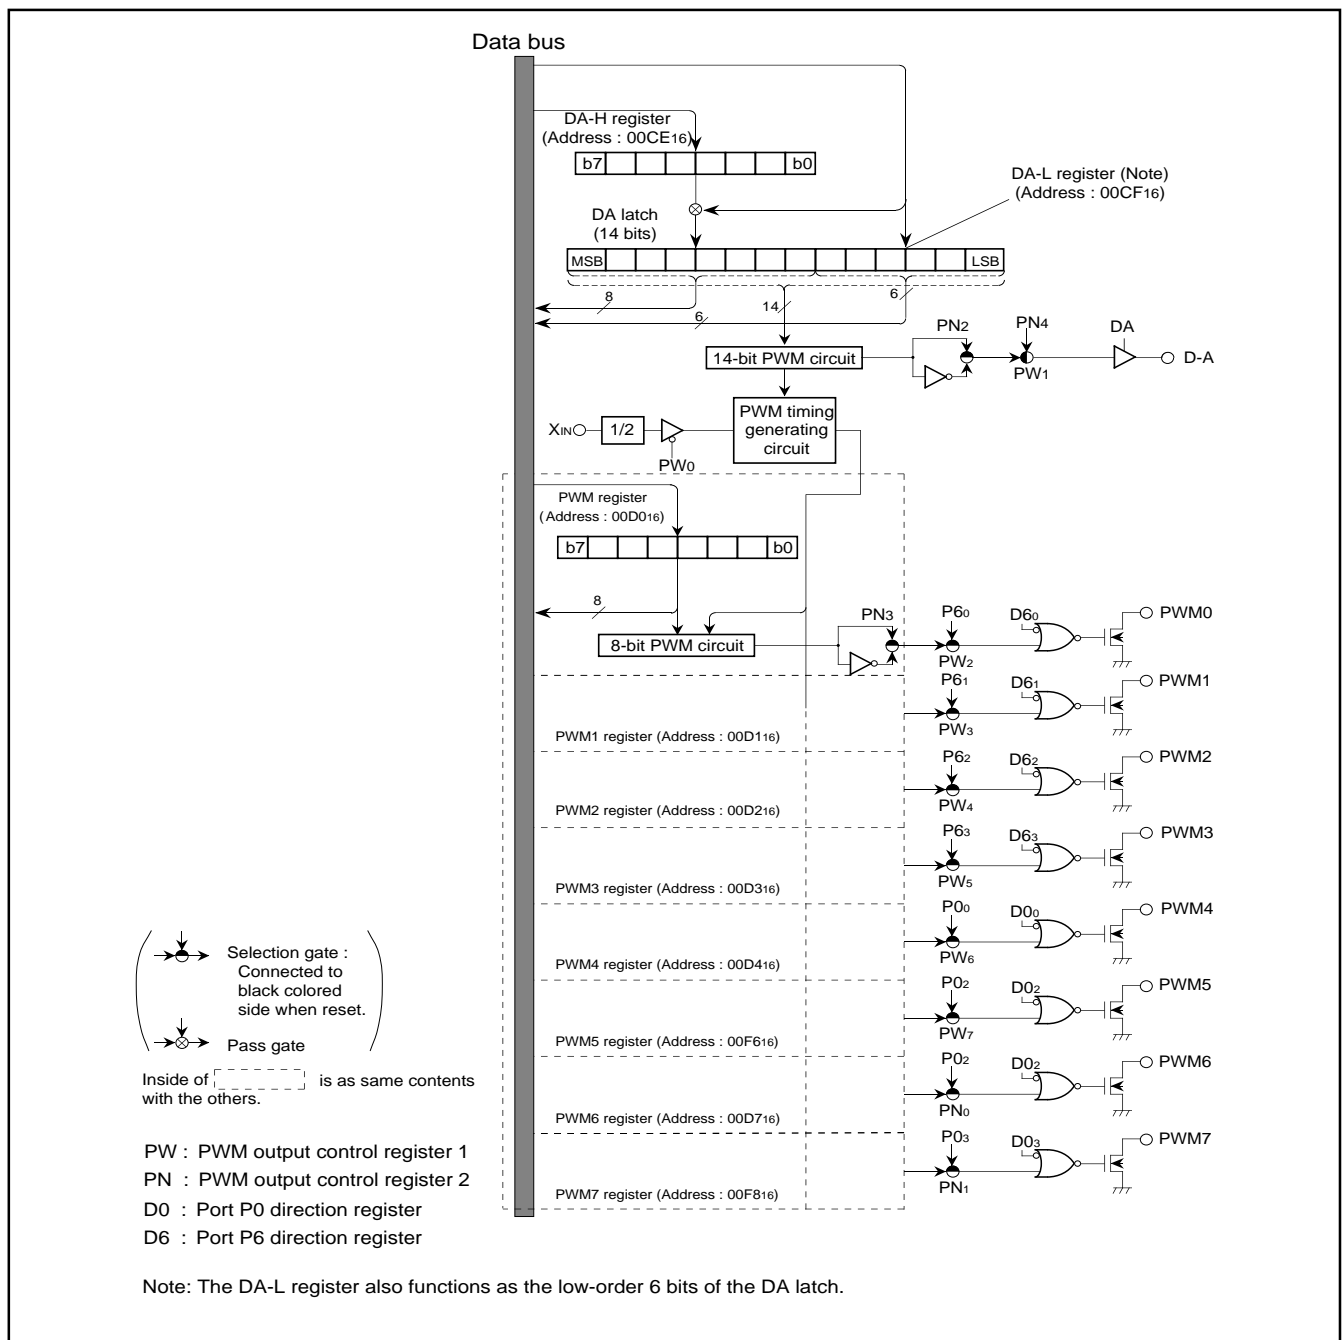 Data bus
DA-H register
(Address : 00CE16)
b7 b0
DA-L register (Note)
(Address : 00CF16)
DA latch
(14 bits)
MSB LSB
8 14 6
6
PN2 PN4 DA
14-bit PWM circuit
PW1
D-A
XIN 1/2
PW0
PWM timing
generating
circuit
PWM register
(Address : 00D016)
b7 b0
8
8-bit PWM circuit
PN3
P60 D60 PWM0
PW2
P61 D61 PWM1
PW3
PWM1 register (Address : 00D116)
P62 D62 PWM2
PW4
PWM2 register (Address : 00D216)
P63 D63 PWM3
PW5
PWM3 register (Address : 00D316)
P00 D00 PWM4
PW6
PWM4 register (Address : 00D416)
P02 D02 PWM5
PW7
PWM5 register (Address : 00F616)
P02 D02 PWM6
PN0
PWM6 register (Address : 00D716)
P03 D03 PWM7
PN1
PWM7 register (Address : 00F816)
Selection gate :
Connected to
black colored
side when reset.
Pass gate
Inside of is as same contents
with the others.
PW : PWM output control register 1
PN : PWM output control register 2
D0 : Port P0 direction register
D6 : Port P6 direction register
Note: The DA-L register also functions as the low-order 6 bits of the DA latch.